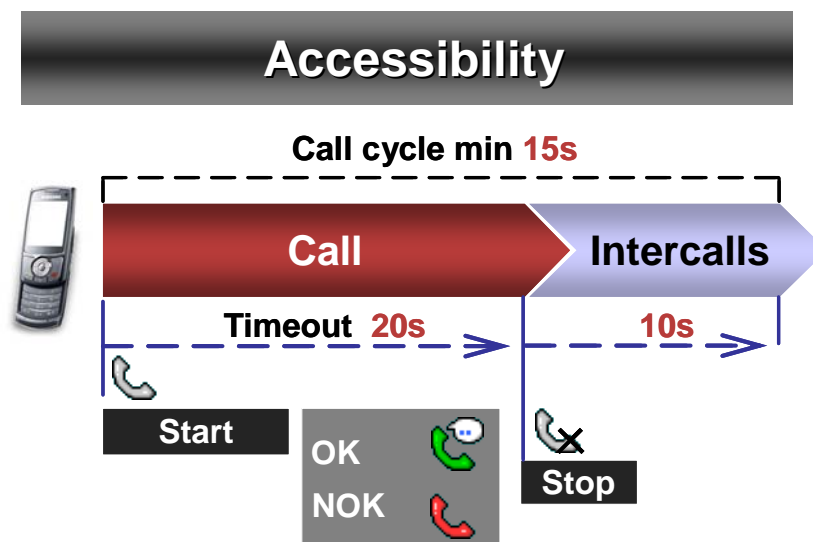 Accessibility
Call cycle min 15s
Call
Intercalls
Timeout 20s
10s
Start
OK
NOK
Stop